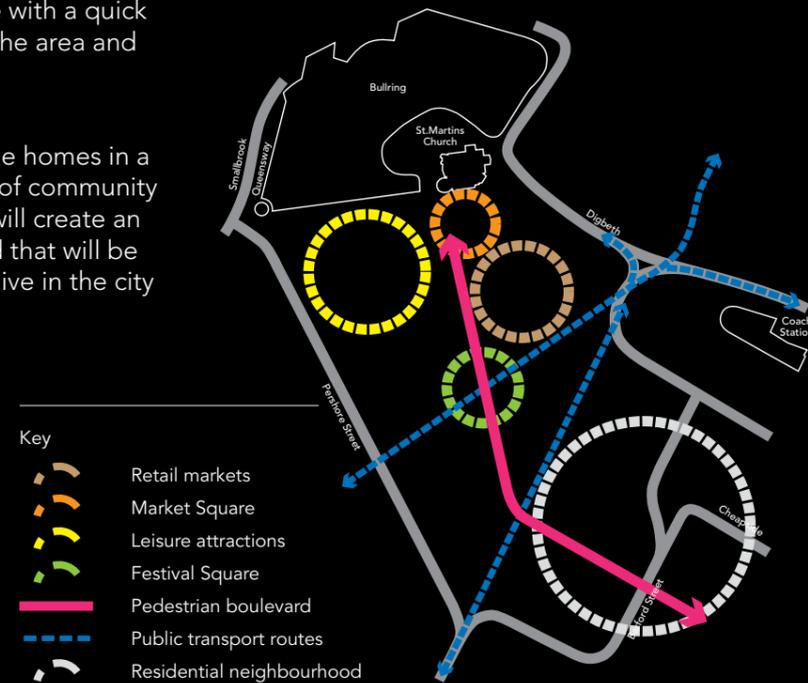 with a quick
he area and
e homes in a
of community
will create an
d that will be
ive in the city
Key
Retail markets
Market Square
Leisure attractions
Festival Square
Pedestrian boulevard
Public transport routes
Residential neighbourhood
Bullring
St.Martins
Church
Smallbrook
Queensway
Digbeth
Coach
Statio
Pershore Street
Cheapside
ford Street